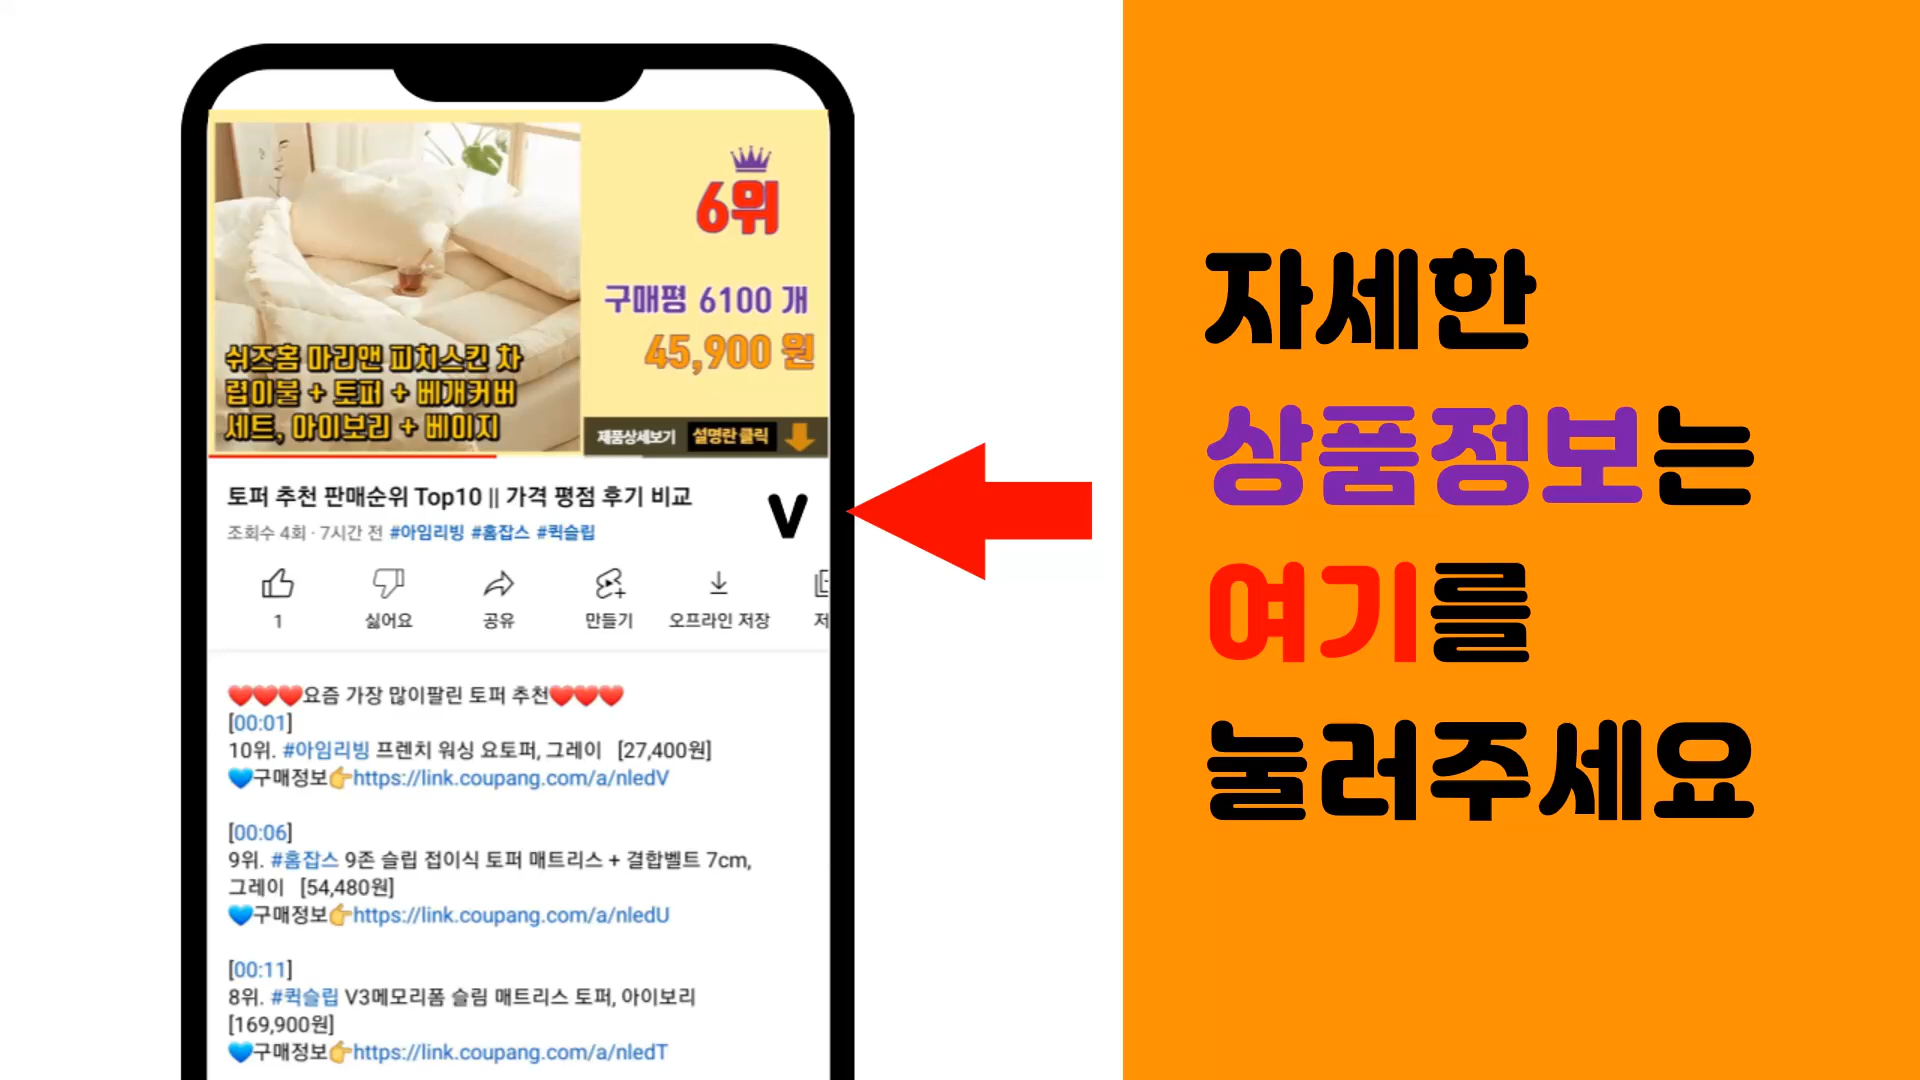 6위
구매평 6100 개
45,900 원
쉬즈홈 마리앤 피치스킨 차
렵이불 + 토퍼 + 베개커버
세트, 아이보리 + 베이지
제품상세보기 설명란 클릭
토퍼 추천 판매순위 Top10 || 가격 평점 후기 비교
V
조회수 4회 · 7시간 전 #아임리빙 #홈잡스 #퀵슬립
1 싫어요 공유 만들기 오프라인 저장 저
❤️❤️❤️요즘 가장 많이팔린 토퍼 추천❤️❤️❤️
[00:01]
10위. #아임리빙 프렌치 워싱 요토퍼, 그레이 [27,400원]
💙구매정보👉https://link.coupang.com/a/nledV
[00:06]
9위. #홈잡스 9존 슬립 접이식 토퍼 매트리스 + 결합벨트 7cm,
그레이 [54,480원]
💙구매정보👉https://link.coupang.com/a/nledU
[00:11]
8위. #퀵슬립 V3메모리폼 슬림 매트리스 토퍼, 아이보리
[169,900원]
💙구매정보👉https://link.coupang.com/a/nledT
자세한
상품정보는
여기를
눌러주세요